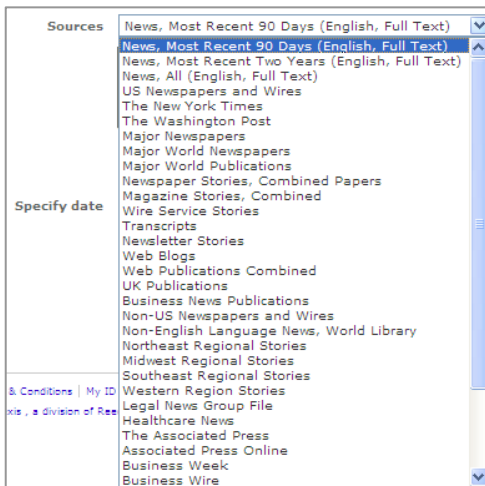 Sources News, Most Recent 90 Days (English, Full Text)
News, Most Recent 90 Days (English, Full Text)
News, Most Recent Two Years (English, Full Text)
News, All (English, Full Text)
US Newspapers and Wires
The New York Times
The Washington Post
Major Newspapers
Major World Newspapers
Major World Publications
Newspaper Stories, Combined Papers
Magazine Stories, Combined
Specify date Wire Service Stories
Transcripts
Newsletter Stories
Web Blogs
Web Publications Combined
UK Publications
Business News Publications
Non-US Newspapers and Wires
Non-English Language News, World Library
Northeast Regional Stories
Midwest Regional Stories
Southeast Regional Stories
& Conditions | My ID Western Region Stories
xis , a division of Ree Legal News Group File
Healthcare News
The Associated Press
Associated Press Online
Business Week
Business Wire